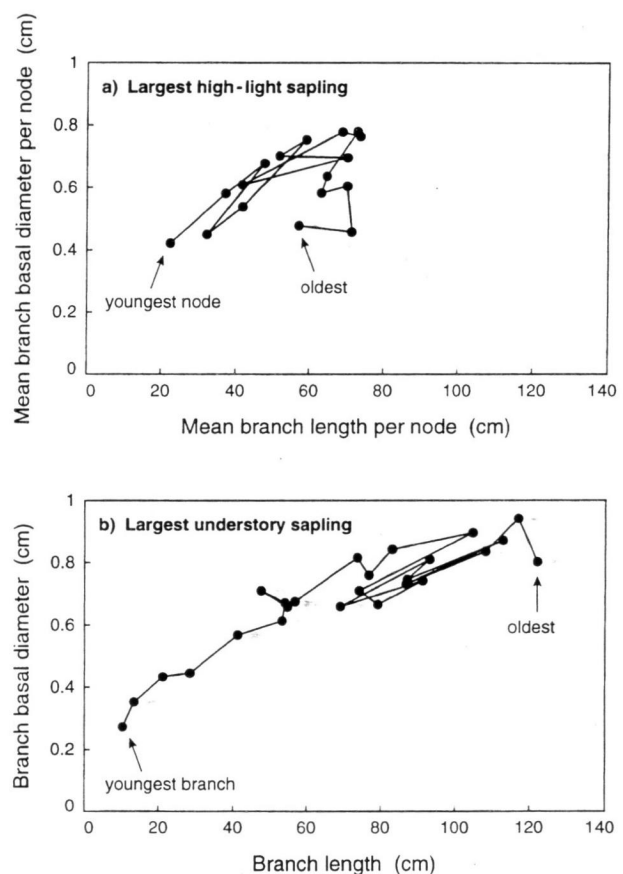 a) Largest high-light sapling
Mean branch basal diameter per node (cm)
1
0.8
0.6
0.4
0.2
0
youngest node
oldest
0 20 40 60 80 100 120 140
Mean branch length per node (cm)
b) Largest understory sapling
Branch basal diameter (cm)
1
0.8
0.6
0.4
0.2
0
oldest
youngest branch
0 20 40 60 80 100 120 140
Branch length (cm)